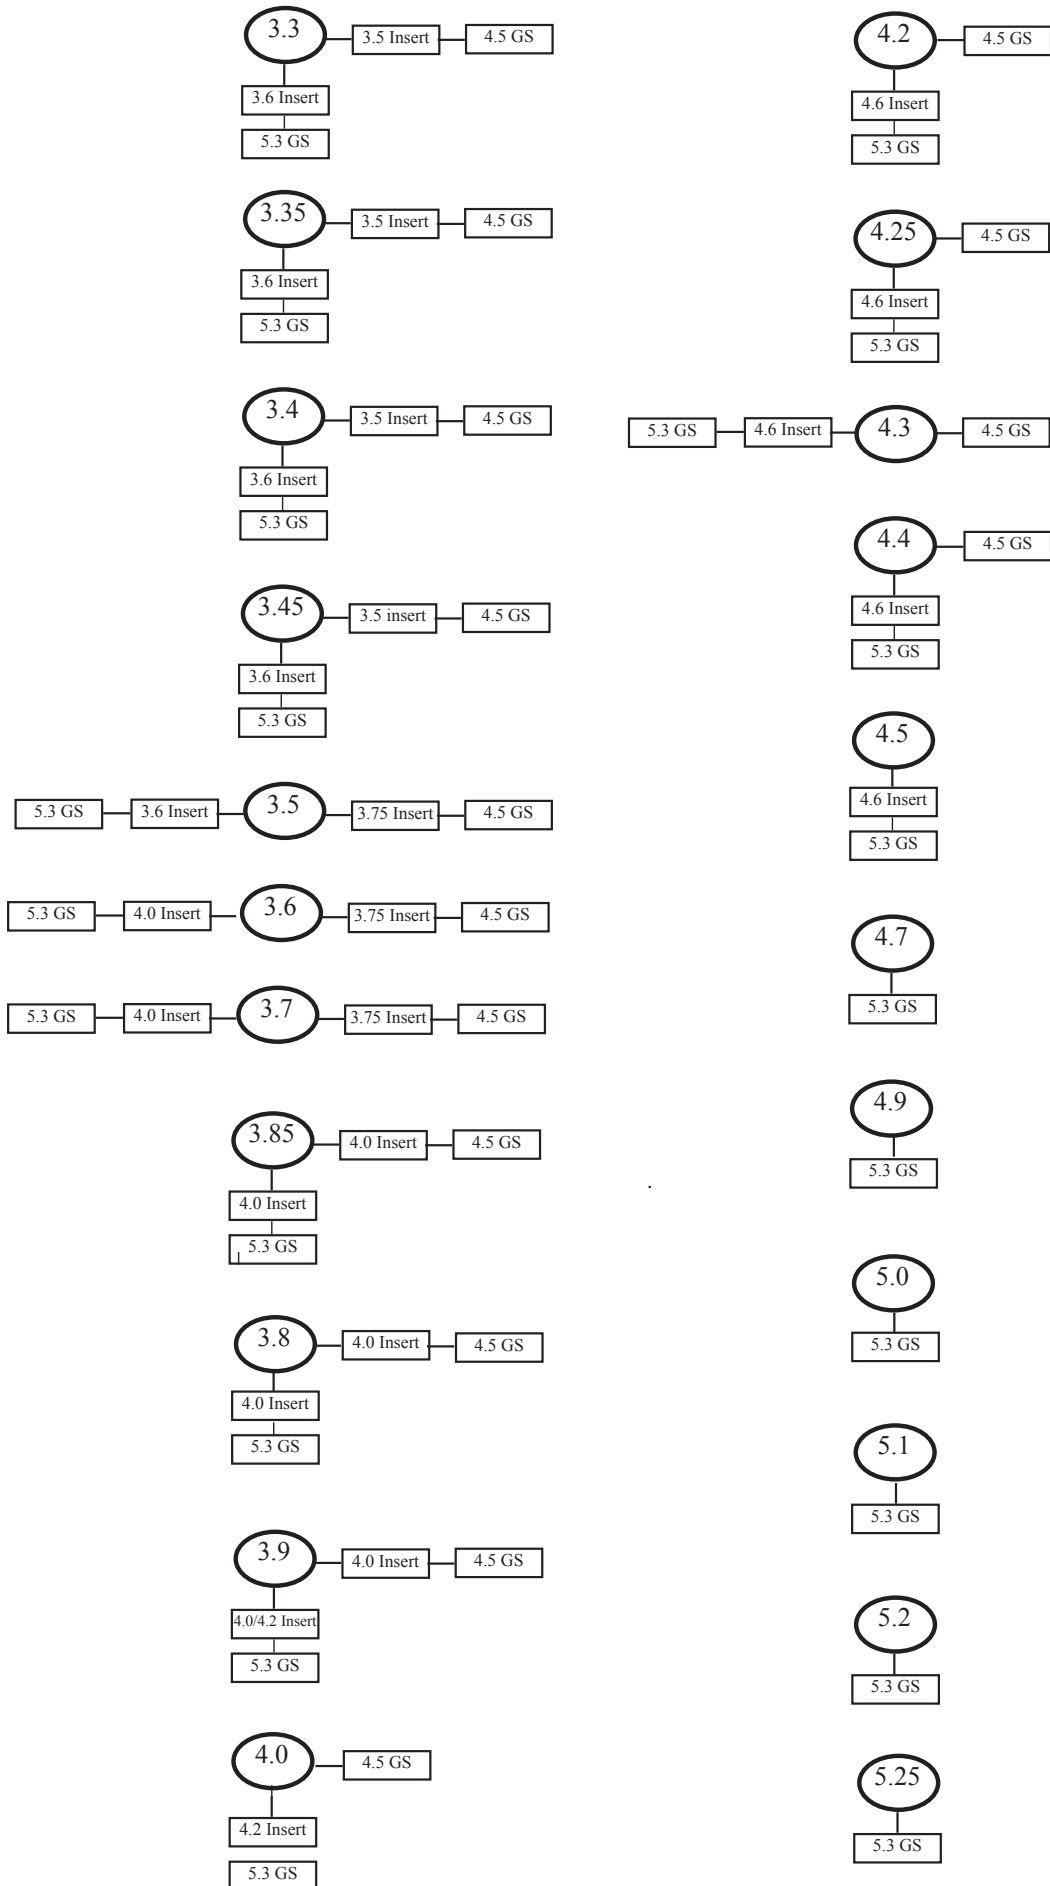 3.3
3.5 Insert
4.5 GS
3.6 Insert
5.3 GS
3.35
3.5 Insert
4.5 GS
3.6 Insert
5.3 GS
3.4
3.5 Insert
4.5 GS
3.6 Insert
5.3 GS
3.45
3.5 insert
4.5 GS
3.6 Insert
5.3 GS
5.3 GS
3.6 Insert
3.5
3.75 Insert
4.5 GS
5.3 GS
4.0 Insert
3.6
3.75 Insert
4.5 GS
5.3 GS
4.0 Insert
3.7
3.75 Insert
4.5 GS
3.85
4.0 Insert
4.5 GS
4.0 Insert
5.3 GS
3.8
4.0 Insert
4.5 GS
4.0 Insert
5.3 GS
3.9
4.0 Insert
4.5 GS
4.0/4.2 Insert
5.3 GS
4.0
4.5 GS
4.2 Insert
5.3 GS
4.2
4.5 GS
4.6 Insert
5.3 GS
4.25
4.5 GS
4.6 Insert
5.3 GS
5.3 GS
4.6 Insert
4.3
4.5 GS
4.4
4.5 GS
4.6 Insert
5.3 GS
4.5
4.6 Insert
5.3 GS
4.7
5.3 GS
4.9
5.3 GS
5.0
5.3 GS
5.1
5.3 GS
5.2
5.3 GS
5.25
5.3 GS